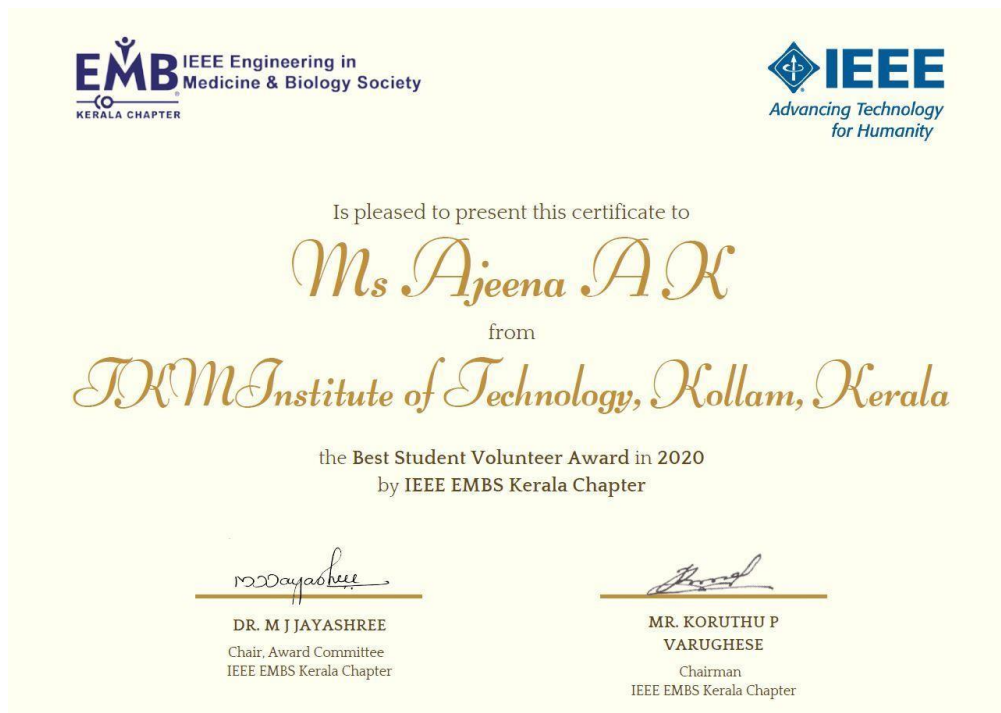 EMB IEEE Engineering in
Medicine & Biology Society
KERALA CHAPTER
IEEE
Advancing Technology
for Humanity
Is pleased to present this certificate to
Ms Ajeena A K
from
TKM Institute of Technology, Kollam, Kerala
the Best Student Volunteer Award in 2020
by IEEE EMBS Kerala Chapter
MJJayashree
DR. M J JAYASHREE
Chair, Award Committee
IEEE EMBS Kerala Chapter
MR. KORUTHU P
VARUGHESE
Chairman
IEEE EMBS Kerala Chapter